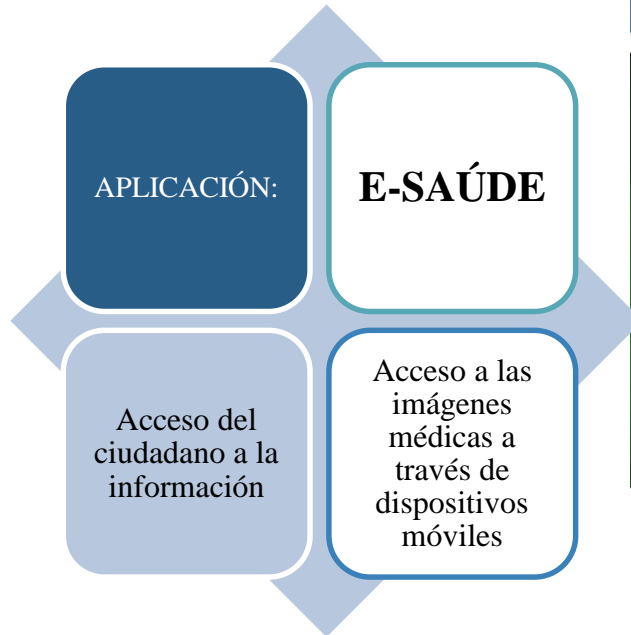 APLICACIÓN:
E-SAÚDE
Acceso del
ciudadano a la
información
Acceso a las
imágenes
médicas a
través de
dispositivos
móviles